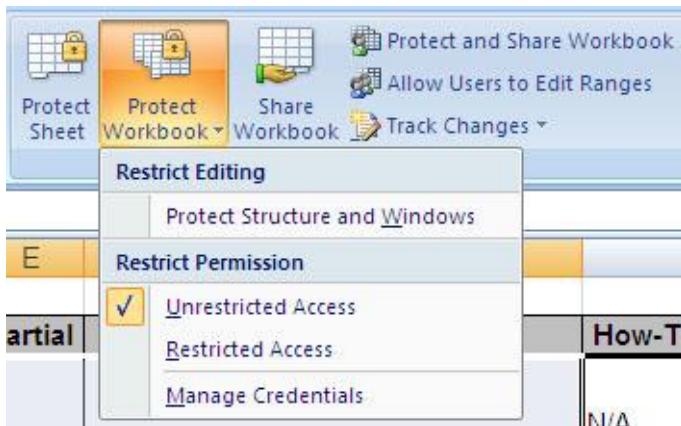 Protect and Share Workbook
Allow Users to Edit Ranges
Track Changes
Protect
Sheet
Protect
Workbook
Share
Workbook
Restrict Editing
Protect Structure and Windows
E
Restrict Permission
Unrestricted Access
artial
How-T
Restricted Access
Manage Credentials
N/A